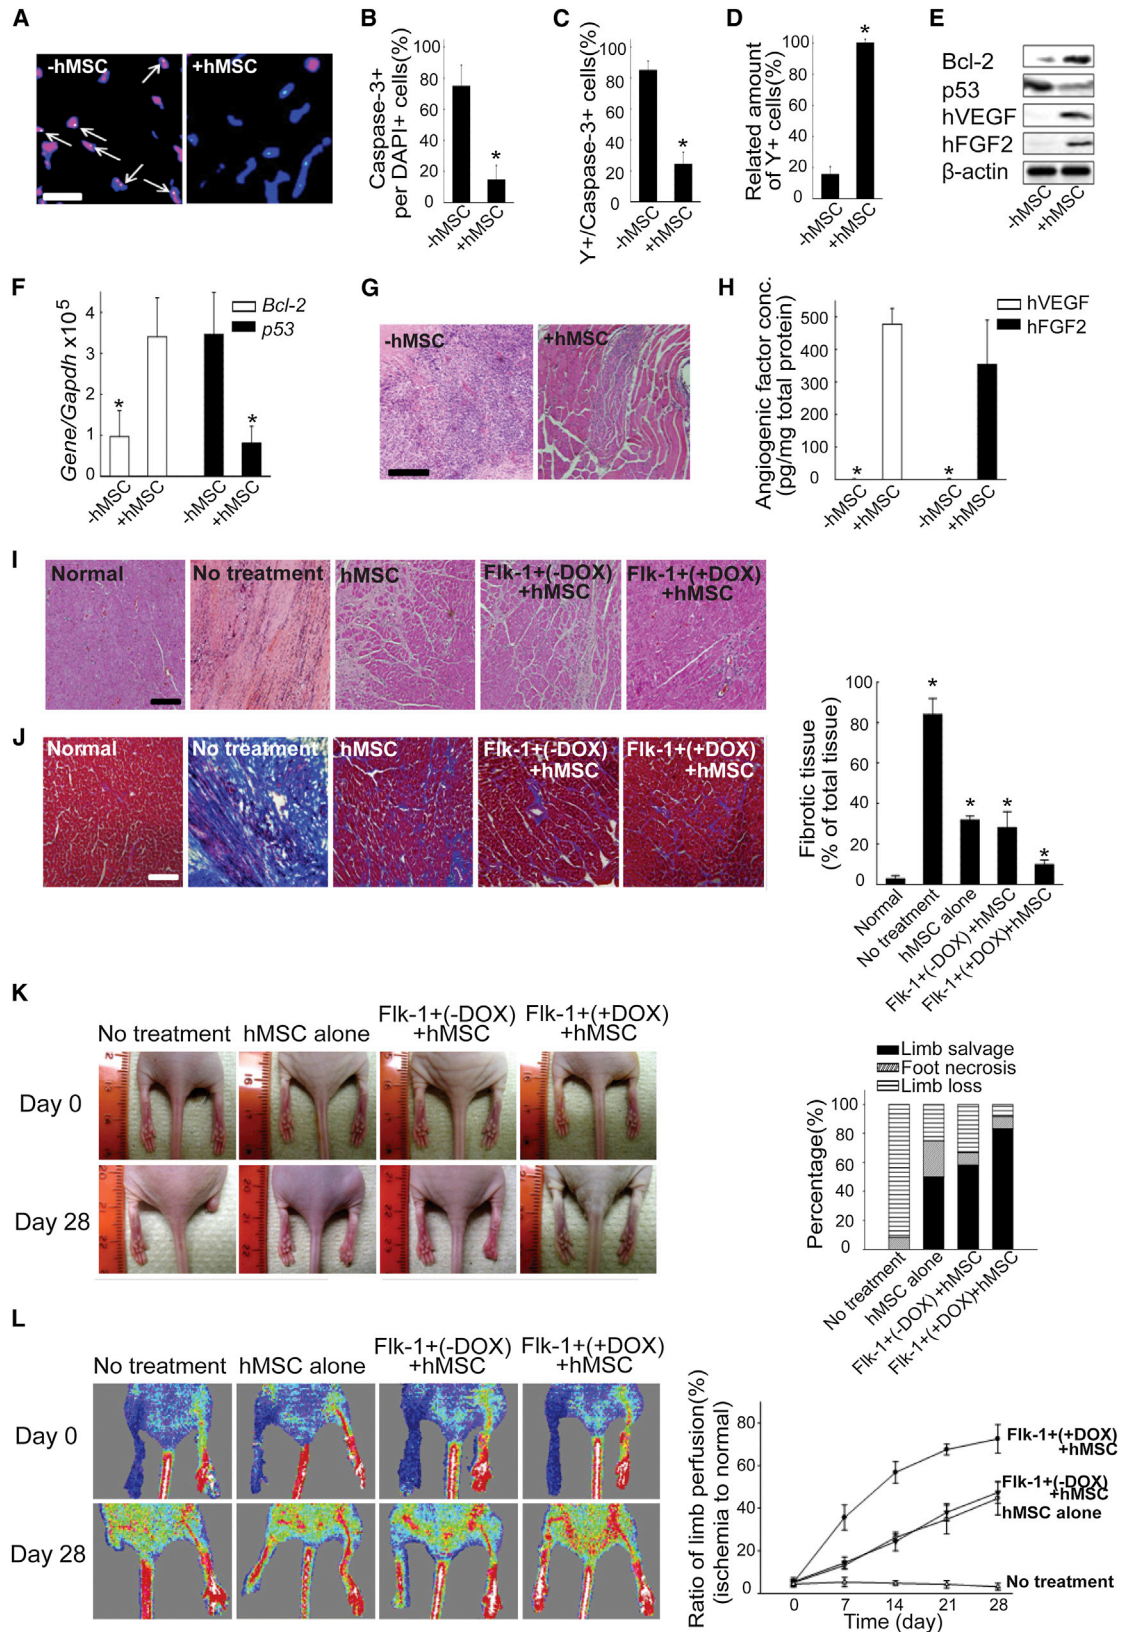 A
-hMSC
+hMSC
B
Caspase-3+
per DAPI+ cells(%)
100
80
60
40
20
0
*
-hMSC
+hMSC
C
Y+/Caspase-3+ cells(%)
100
80
60
40
20
0
*
-hMSC
+hMSC
D
Related amount
of Y+ cells(%)
100
80
60
40
20
0
*
-hMSC
+hMSC
E
Bcl-2
p53
hVEGF
hFGF2
β-actin
-hMSC
+hMSC
F
Gene/Gapdh x10⁵
4
3
2
1
0
Bcl-2
p53
*
*
-hMSC
+hMSC
-hMSC
+hMSC
G
-hMSC
+hMSC
H
Angiogenic factor conc.
(pg/mg total protein)
500
400
300
200
100
0
hVEGF
hFGF2
*
*
-hMSC
+hMSC
-hMSC
+hMSC
I
Normal
No treatment
hMSC
Flk-1+(-DOX)
+hMSC
Flk-1+(+DOX)
+hMSC
J
Normal
No treatment
hMSC
Flk-1+(-DOX)
+hMSC
Flk-1+(+DOX)
+hMSC
Fibrotic tissue
(% of total tissue)
100
80
60
40
20
0
*
*
*
*
Normal
No treatment
hMSC alone
Flk-1+(-DOX)+hMSC
Flk-1+(+DOX)+hMSC
K
No treatment
hMSC alone
Flk-1+(-DOX)
+hMSC
Flk-1+(+DOX)
+hMSC
Day 0
Day 28
Limb salvage
Foot necrosis
Limb loss
Percentage(%)
100
80
60
40
20
0
No treatment
hMSC alone
Flk-1+(-DOX)+hMSC
Flk-1+(+DOX)+hMSC
L
No treatment
hMSC alone
Flk-1+(-DOX)
+hMSC
Flk-1+(+DOX)
+hMSC
Day 0
Day 28
Ratio of limb perfusion(%)
(ischemia to normal)
80
60
40
20
0
Flk-1+(+DOX)
+hMSC
Flk-1+(-DOX)
+hMSC
hMSC alone
No treatment
0
7
14
21
28
Time (day)